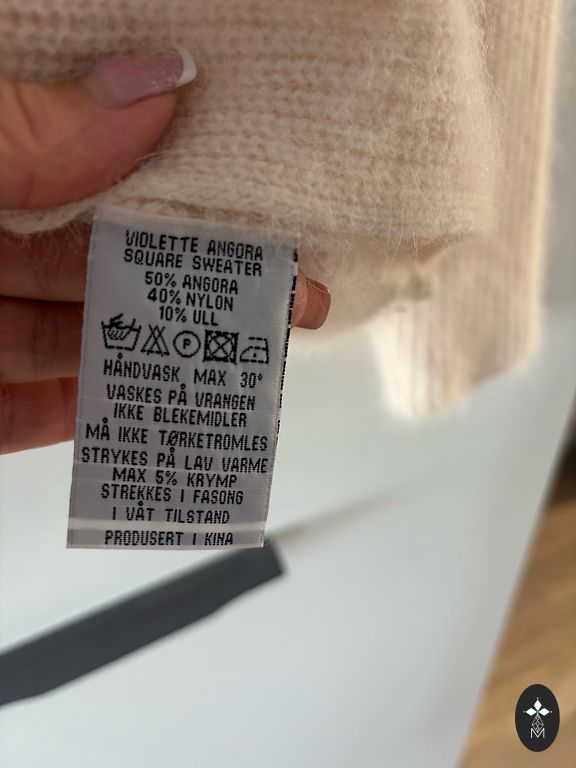 VIOLETTE ANGORA
SQUARE SWEATER
50% ANGORA
40% NYLON
10% ULL
P
HÅNDVASK MAX 30°
VASKES PÅ VRANGEN
IKKE BLEKEMIDLER
MÅ IKKE TØRKETROMLES
STRYKES PÅ LAV VARME
MAX 5% KRYMP
STREKKES I FASONG
I VÅT TILSTAND
PRODUSERT I KINA
M